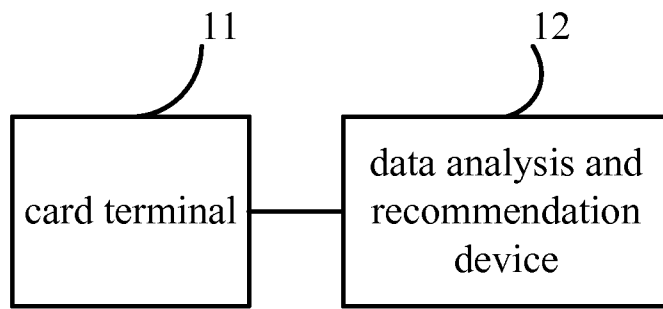 11
12
card terminal
data analysis and
recommendation
device